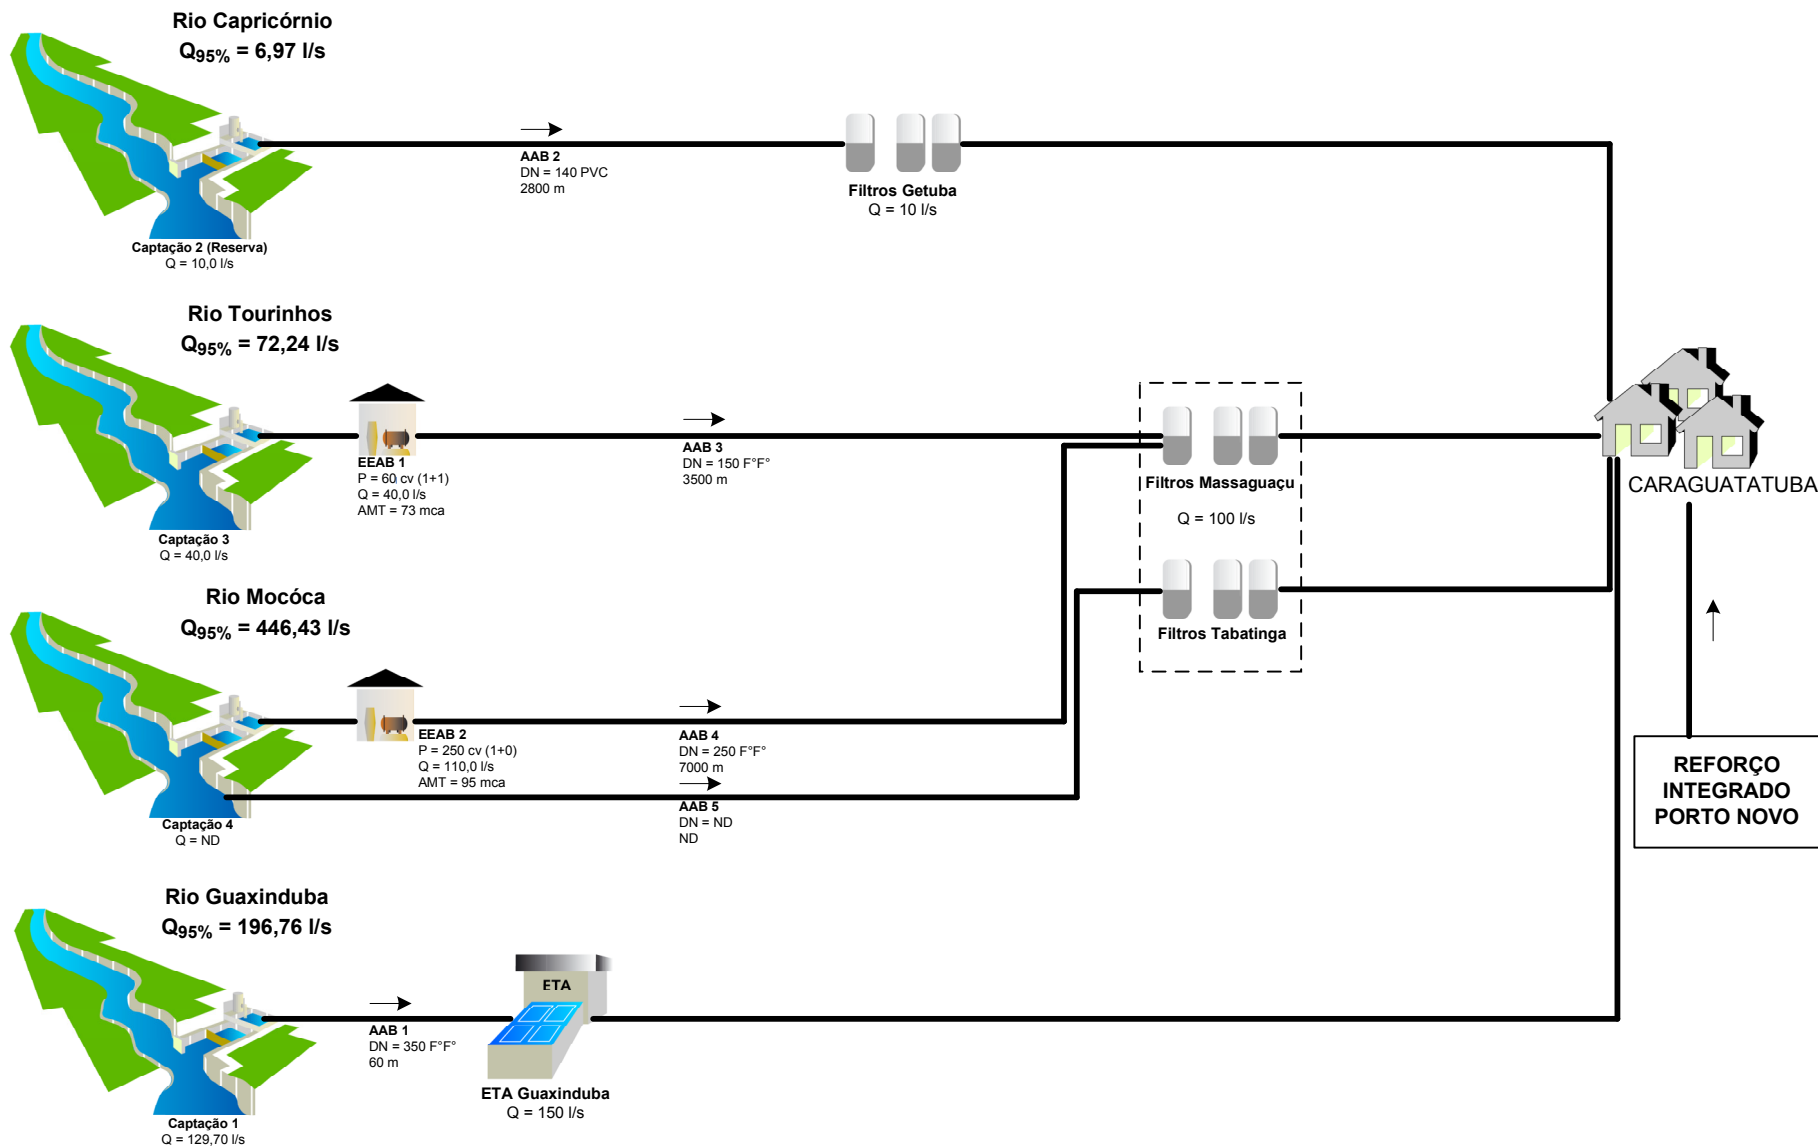 Rio Capricórnio
Q95% = 6,97 l/s
AAB 2
DN = 140 PVC
2800 m
Filtros Getuba
Q = 10 l/s
Captação 2 (Reserva)
Q = 10,0 l/s
Rio Tourinhos
Q95% = 72,24 l/s
EEAB 1
P = 60 cv (1+1)
Q = 40,0 l/s
AMT = 73 mca
AAB 3
DN = 150 F°F°
3500 m
Filtros Massaguaçu
Q = 100 l/s
Filtros Tabatinga
CARAGUATATUBA
Captação 3
Q = 40,0 l/s
Rio Mocóca
Q95% = 446,43 l/s
EEAB 2
P = 250 cv (1+0)
Q = 110,0 l/s
AMT = 95 mca
AAB 4
DN = 250 F°F°
7000 m
AAB 5
DN = ND
ND
Captação 4
Q = ND
REFORÇO
INTEGRADO
PORTO NOVO
Rio Guaxinduba
Q95% = 196,76 l/s
AAB 1
DN = 350 F°F°
60 m
ETA
ETA Guaxinduba
Q = 150 l/s
Captação 1
Q = 129,70 l/s